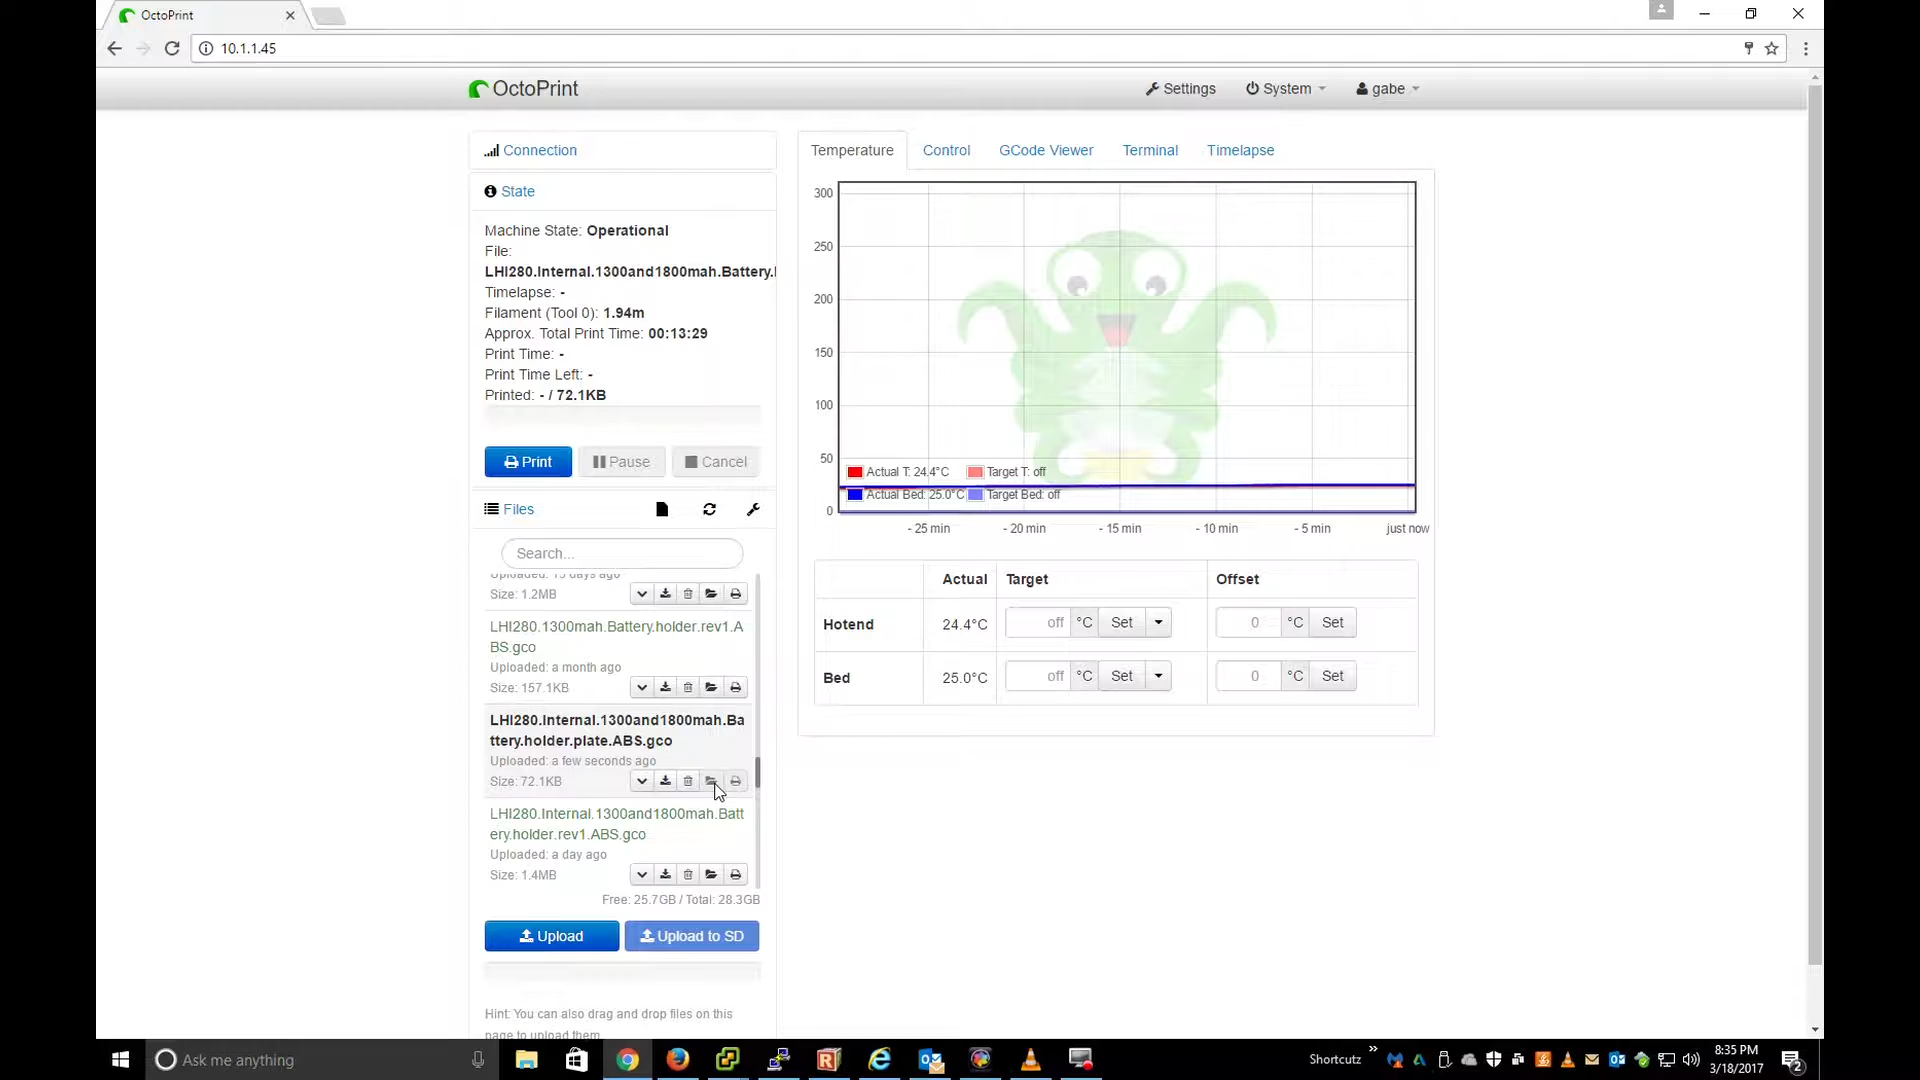 OctoPrint
10.1.1.45
OctoPrint
Settings
System
gabe
Connection
State
Machine State: Operational
File:
LHI280.Internal.1300and1800mah.Battery.
Timelapse: -
Filament (Tool 0): 1.94m
Approx. Total Print Time: 00:13:29
Print Time: -
Print Time Left: -
Printed: - / 72.1KB
Print
Pause
Cancel
Files
Search...
Uploaded: 15 days ago
Size: 1.2MB
LHI280.1300mah.Battery.holder.rev1.A
BS.gco
Uploaded: a month ago
Size: 157.1KB
LHI280.Internal.1300and1800mah.Ba
ttery.holder.plate.ABS.gco
Uploaded: a few seconds ago
Size: 72.1KB
LHI280.Internal.1300and1800mah.Batt
ery.holder.rev1.ABS.gco
Uploaded: a day ago
Size: 1.4MB
Free: 25.7GB / Total: 28.3GB
Upload
Upload to SD
Hint: You can also drag and drop files on this
page to upload them.
Temperature
Control
GCode Viewer
Terminal
Timelapse
300
250
200
150
100
50
0
Actual T: 24.4°C
Target T: off
Actual Bed: 25.0°C
Target Bed: off
- 25 min
- 20 min
- 15 min
- 10 min
- 5 min
just now
Actual
Target
Offset
Hotend
24.4°C
off °C Set
0 °C Set
Bed
25.0°C
off °C Set
0 °C Set
Ask me anything
Shortcutz
8:35 PM
3/18/2017
2